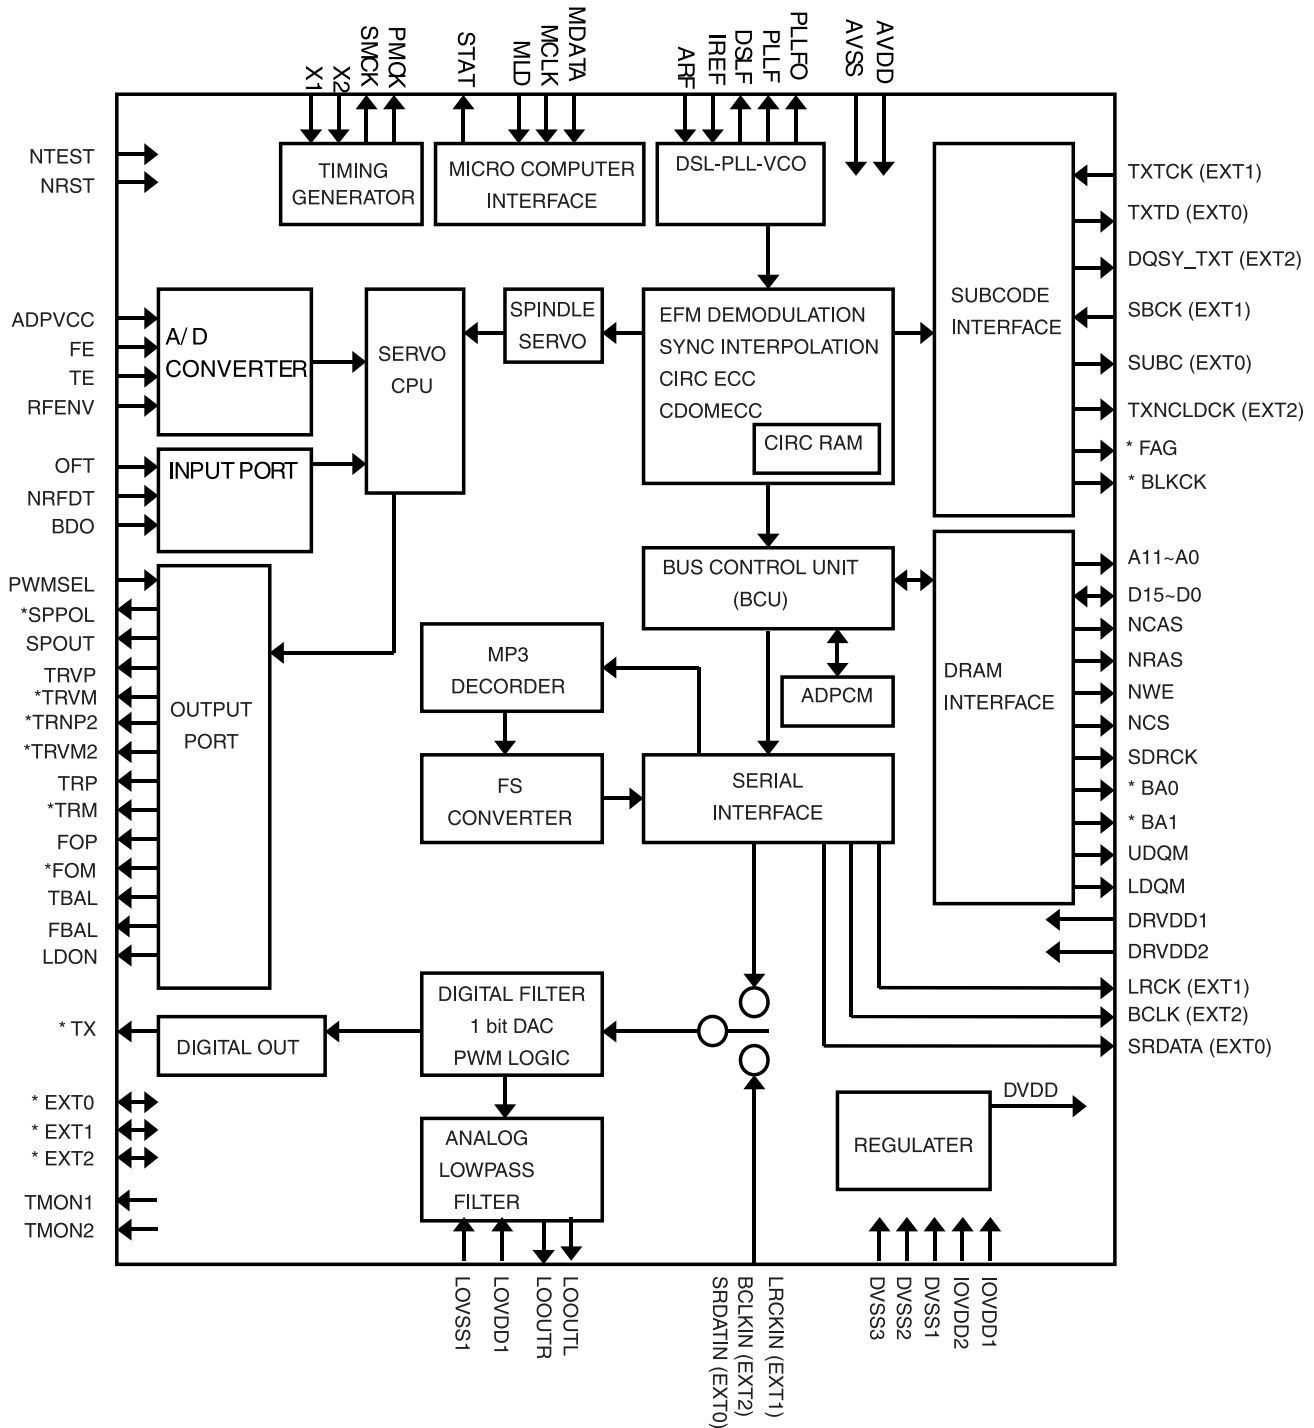 X1
X2
SMCK
PMCK
STAT
MLD
MCLK
MDATA
ARF
IREF
DSLF
PLLF
PLLFO
AVSS
AVDD
NTEST
NRST
TIMING
GENERATOR
MICRO COMPUTER
INTERFACE
DSL-PLL-VCO
TXTCK (EXT1)
TXTD (EXT0)
DQSY_TXT (EXT2)
SBCK (EXT1)
SUBC (EXT0)
TXNCLDCK (EXT2)
* FAG
* BLKCK
SUBCODE
INTERFACE
ADPVCC
FE
TE
RFENV
A/D
CONVERTER
SERVO
CPU
SPINDLE
SERVO
EFM DEMODULATION
SYNC INTERPOLATION
CIRC ECC
CDOMECC
CIRC RAM
OFT
NRFDT
BDO
INPUT PORT
PWMSEL
*SPPOL
SPOUT
TRVP
*TRVM
*TRNP2
*TRVM2
TRP
*TRM
FOP
*FOM
TBAL
FBAL
LDON
OUTPUT
PORT
BUS CONTROL UNIT
(BCU)
ADPCM
MP3
DECORDER
FS
CONVERTER
SERIAL
INTERFACE
DRAM
INTERFACE
A11~A0
D15~D0
NCAS
NRAS
NWE
NCS
SDRCK
* BA0
* BA1
UDQM
LDQM
DRVDD1
DRVDD2
LRCK (EXT1)
BCLK (EXT2)
SRDATA (EXT0)
* TX
DIGITAL OUT
DIGITAL FILTER
1 bit DAC
PWM LOGIC
* EXT0
* EXT1
* EXT2
TMON1
TMON2
ANALOG
LOWPASS
FILTER
DVDD
REGULATER
LOVSS1
LOVDD1
LOOUTR
LOOUTL
SRDATIN (EXT0)
BCLKIN (EXT2)
LRCKIN (EXT1)
DVSS3
DVSS2
DVSS1
IOVDD2
IOVDD1